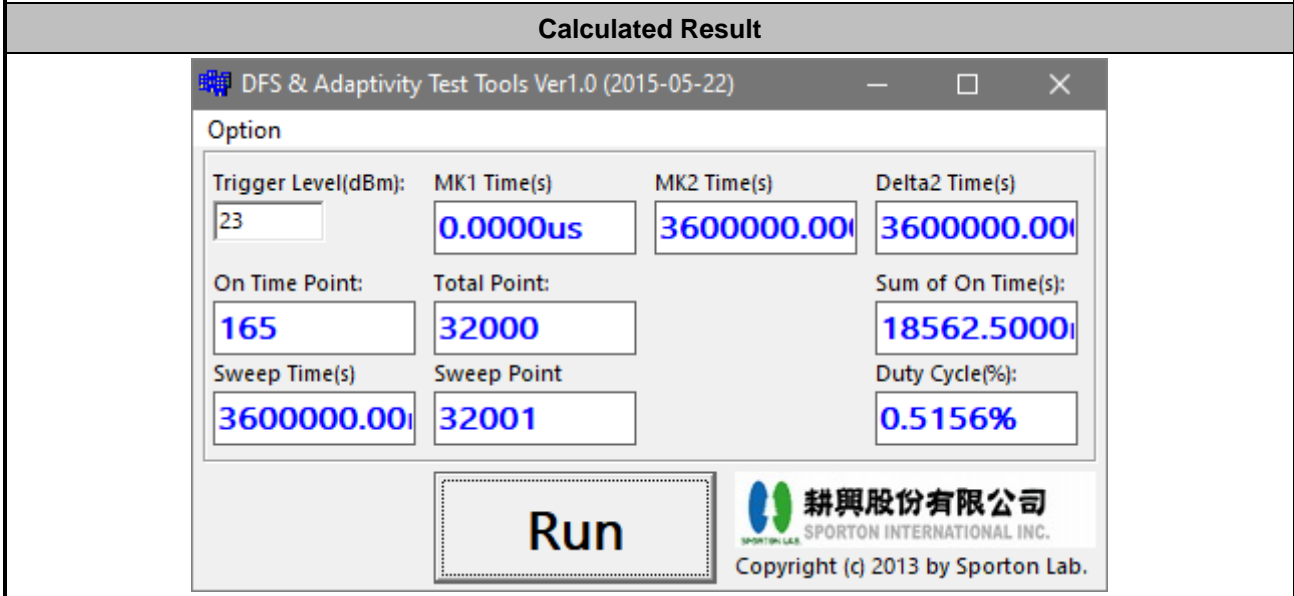 Calculated Result
DFS & Adaptivity Test Tools Ver1.0 (2015-05-22)
Option
Trigger Level(dBm): MK1 Time(s) MK2 Time(s) Delta2 Time(s)
23 0.0000us 3600000.00 3600000.00
On Time Point: Total Point: Sum of On Time(s):
165 32000 18562.5000
Sweep Time(s) Sweep Point Duty Cycle(%):
3600000.00 32001 0.5156%
Run
耕興股份有限公司
SPORTON LAB. SPORTON INTERNATIONAL INC.
Copyright (c) 2013 by Sporton Lab.